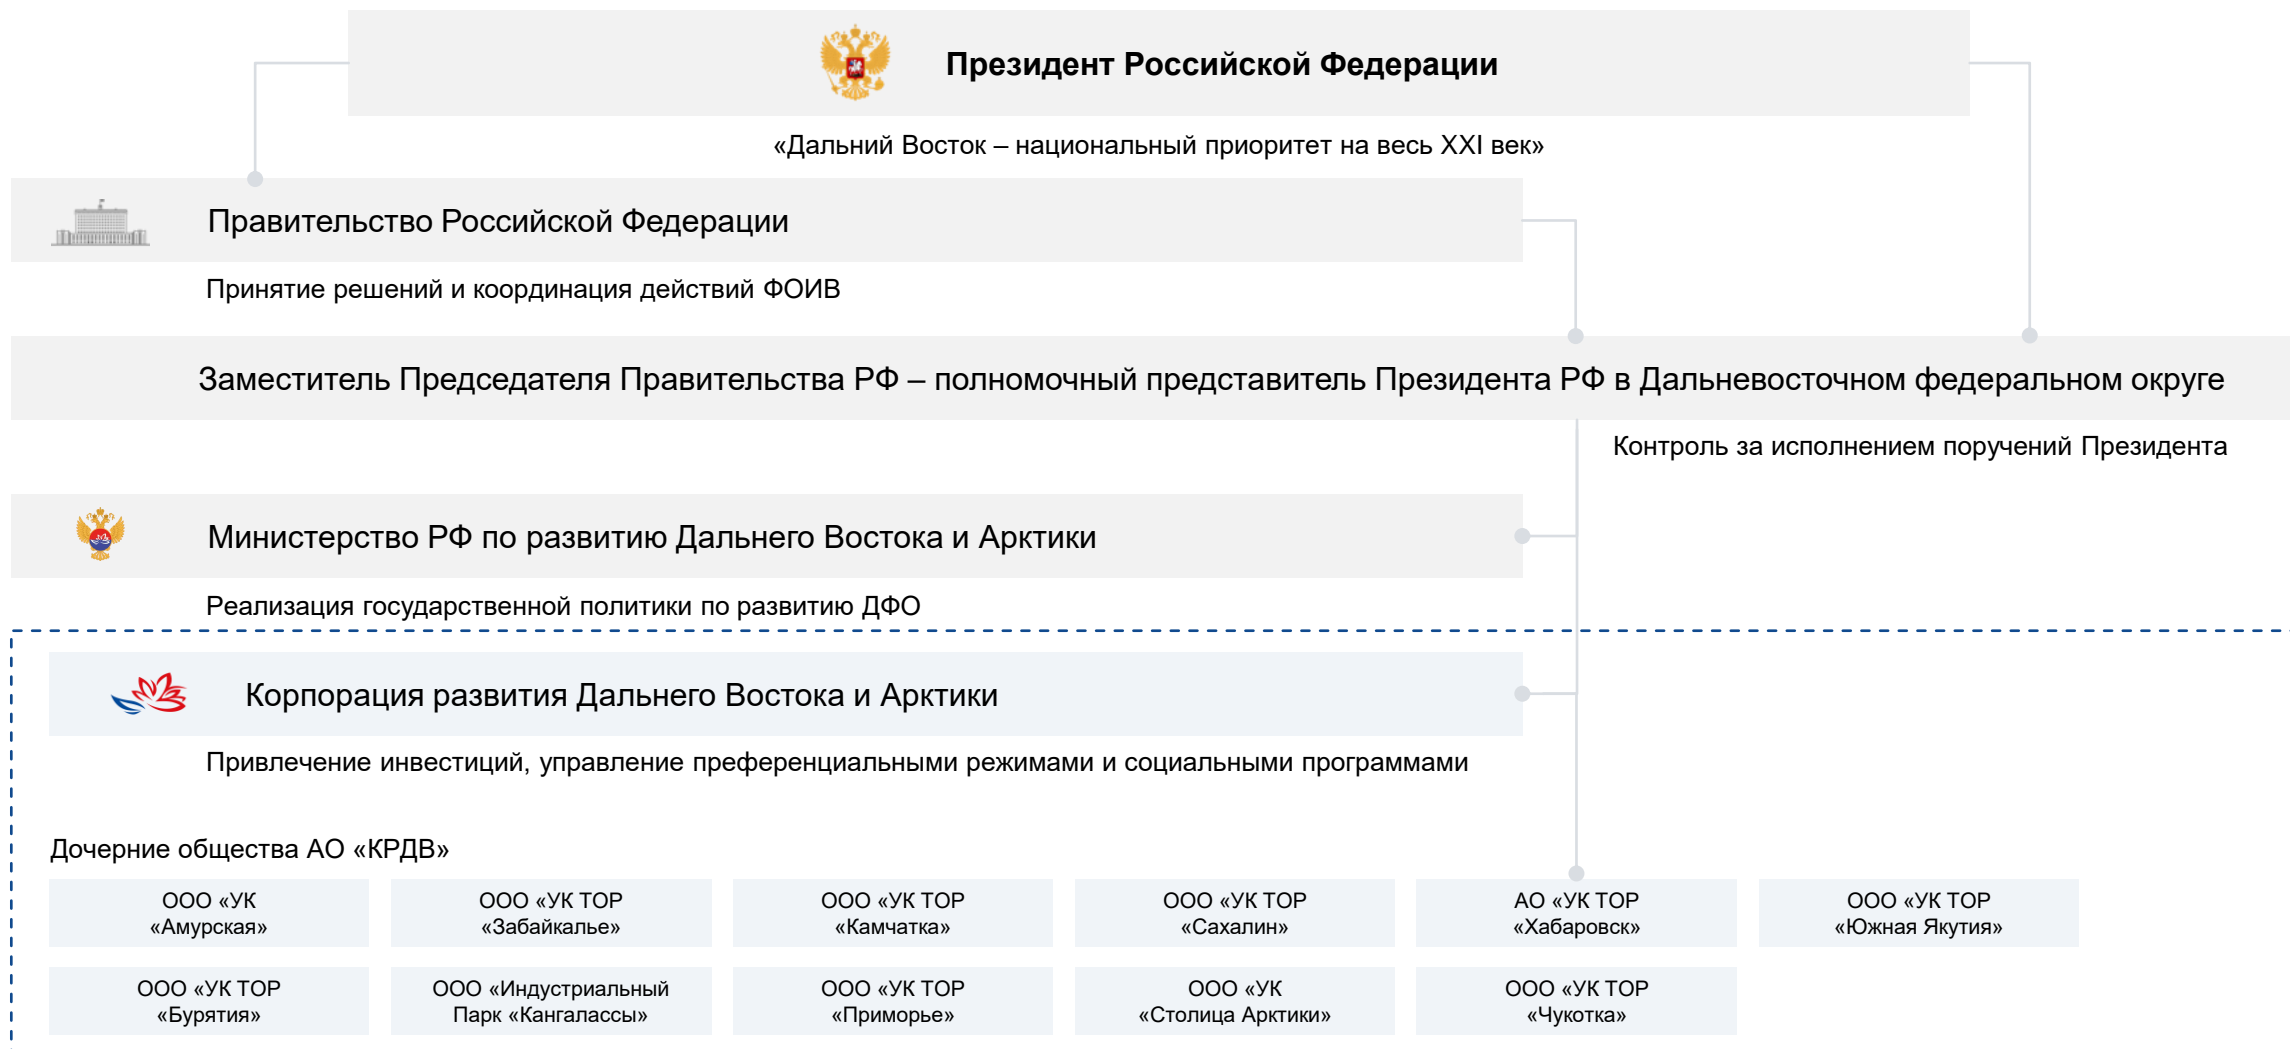 Президент Российской Федерации
«Дальний Восток – национальный приоритет на весь XXI век»
Правительство Российской Федерации
Принятие решений и координация действий ФОИВ
Заместитель Председателя Правительства РФ – полномочный представитель Президента РФ в Дальневосточном федеральном округе
Контроль за исполнением поручений Президента
Министерство РФ по развитию Дальнего Востока и Арктики
Реализация государственной политики по развитию ДФО
Корпорация развития Дальнего Востока и Арктики
Привлечение инвестиций, управление преференциальными режимами и социальными программами
Дочерние общества АО «КРДВ»
ООО «УК
«Амурская»
ООО «УК ТОР
«Забайкалье»
ООО «УК ТОР
«Камчатка»
ООО «УК ТОР
«Сахалин»
АО «УК ТОР
«Хабаровск»
ООО «УК ТОР
«Южная Якутия»
ООО «УК ТОР
«Бурятия»
ООО «Индустриальный
Парк «Кангалассы»
ООО «УК ТОР
«Приморье»
ООО «УК
«Столица Арктики»
ООО «УК ТОР
«Чукотка»